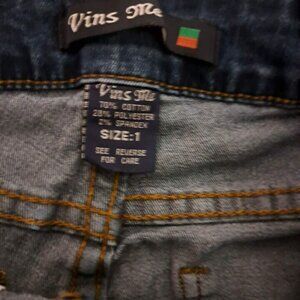 Vins Me
Vins Me
70% COTTON
28% POLYESTER
2% SPANDEX
SIZE:1
SEE REVERSE
FOR CARE